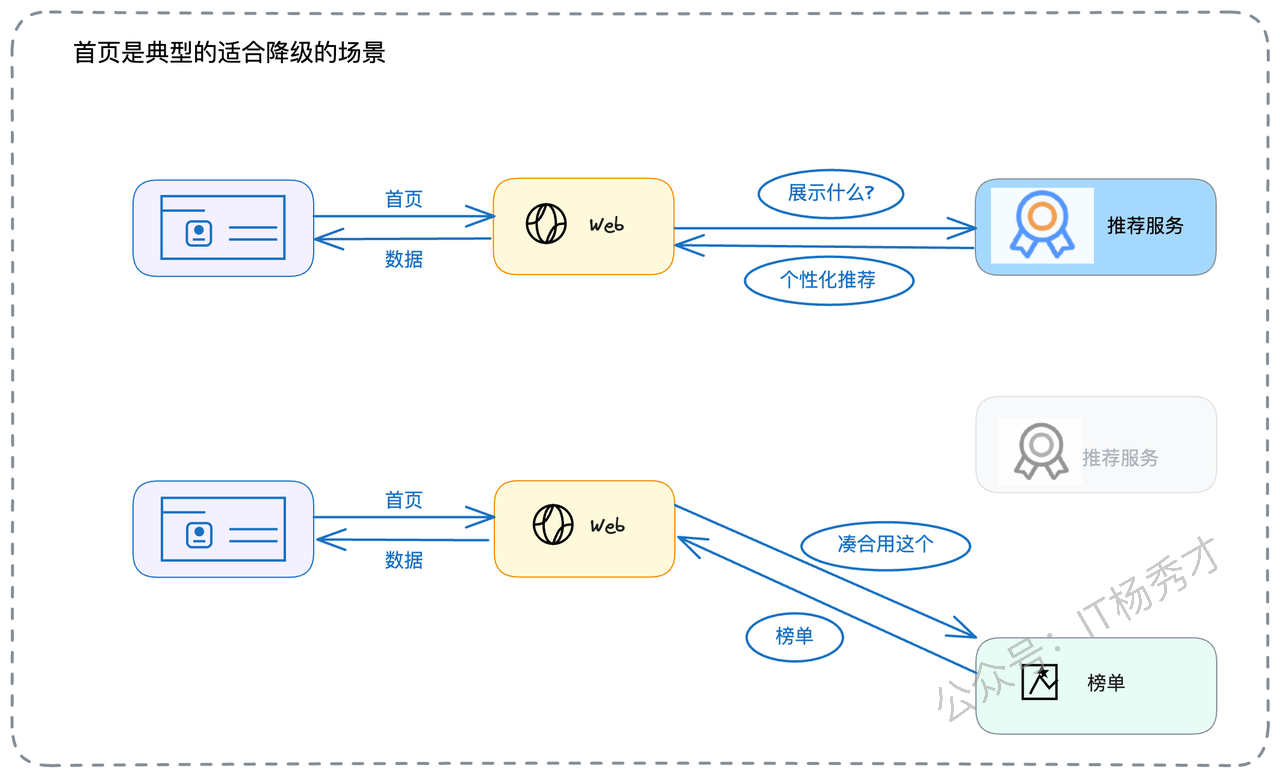 首页是典型的适合降级的场景
首页
数据
Web
展示什么?
个性化推荐
推荐服务
推荐服务
首页
数据
Web
凑合用这个
榜单
榜单
公众号：IT杨秀才